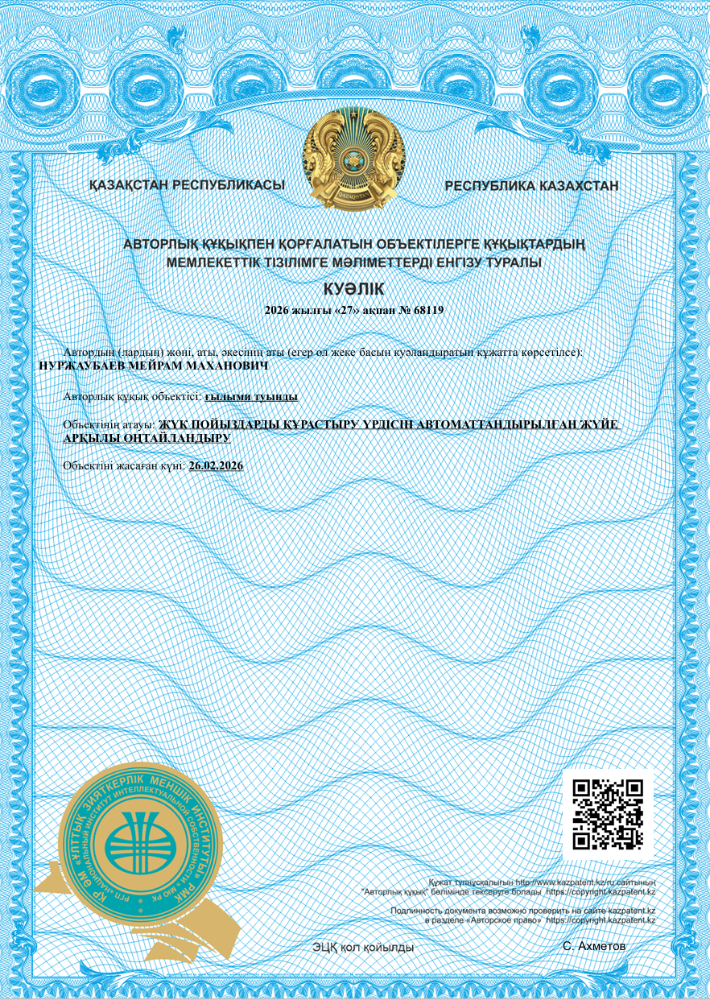 ҚАЗАҚСТАН РЕСПУБЛИКАСЫ
РЕСПУБЛИКА КАЗАХСТАН
QAZAQSTAN
АВТОРЛЫҚ ҚҰҚЫҚПЕН ҚОРҒАЛАТЫН ОБЪЕКТІЛЕРГЕ ҚҰҚЫҚТАРДЫҢ
МЕМЛЕКЕТТІК ТІЗІЛІМГЕ МӘЛІМЕТТЕРДІ ЕНГІЗУ ТУРАЛЫ
КУӘЛІК
2026 жылғы «27» ақпан № 68119
Автордың (лардың) жөні, аты, әкесінің аты (егер ол жеке басын куәландыратын құжатта көрсетілсе):
НУРЖАУБАЕВ МЕЙРАМ МАХАНОВИЧ
Авторлық құқық объектісі: ғылыми туынды
Объектінің атауы: ЖҮК ПОЙЫЗДАРДЫ ҚҰРАСТЫРУ ҮРДІСІН АВТОМАТТАНДЫРЫЛҒАН ЖҮЙЕ
АРҚЫЛЫ ОҢТАЙЛАНДЫРУ
Объектіні жасаған күні: 26.02.2026
ҚР ӘМ «ҰЛТТЫҚ ЗИЯТКЕРЛІК МЕНШІК ИНСТИТУТЫ» РМК
РГП «НАЦИОНАЛЬНЫЙ ИНСТИТУТ ИНТЕЛЛЕКТУАЛЬНОЙ СОБСТВЕННОСТИ» МЮ РК
Құжат түпнұсқалығын http://www.kazpatent.kz/ru сайтының
"Авторлық құқық" бөлімінде тексеруге болады https://copyright.kazpatent.kz
Подлинность документа возможно проверить на сайте kazpatent.kz
в разделе «Авторское право» https://copyright.kazpatent.kz
ЭЦҚ қол қойылды
С. Ахметов